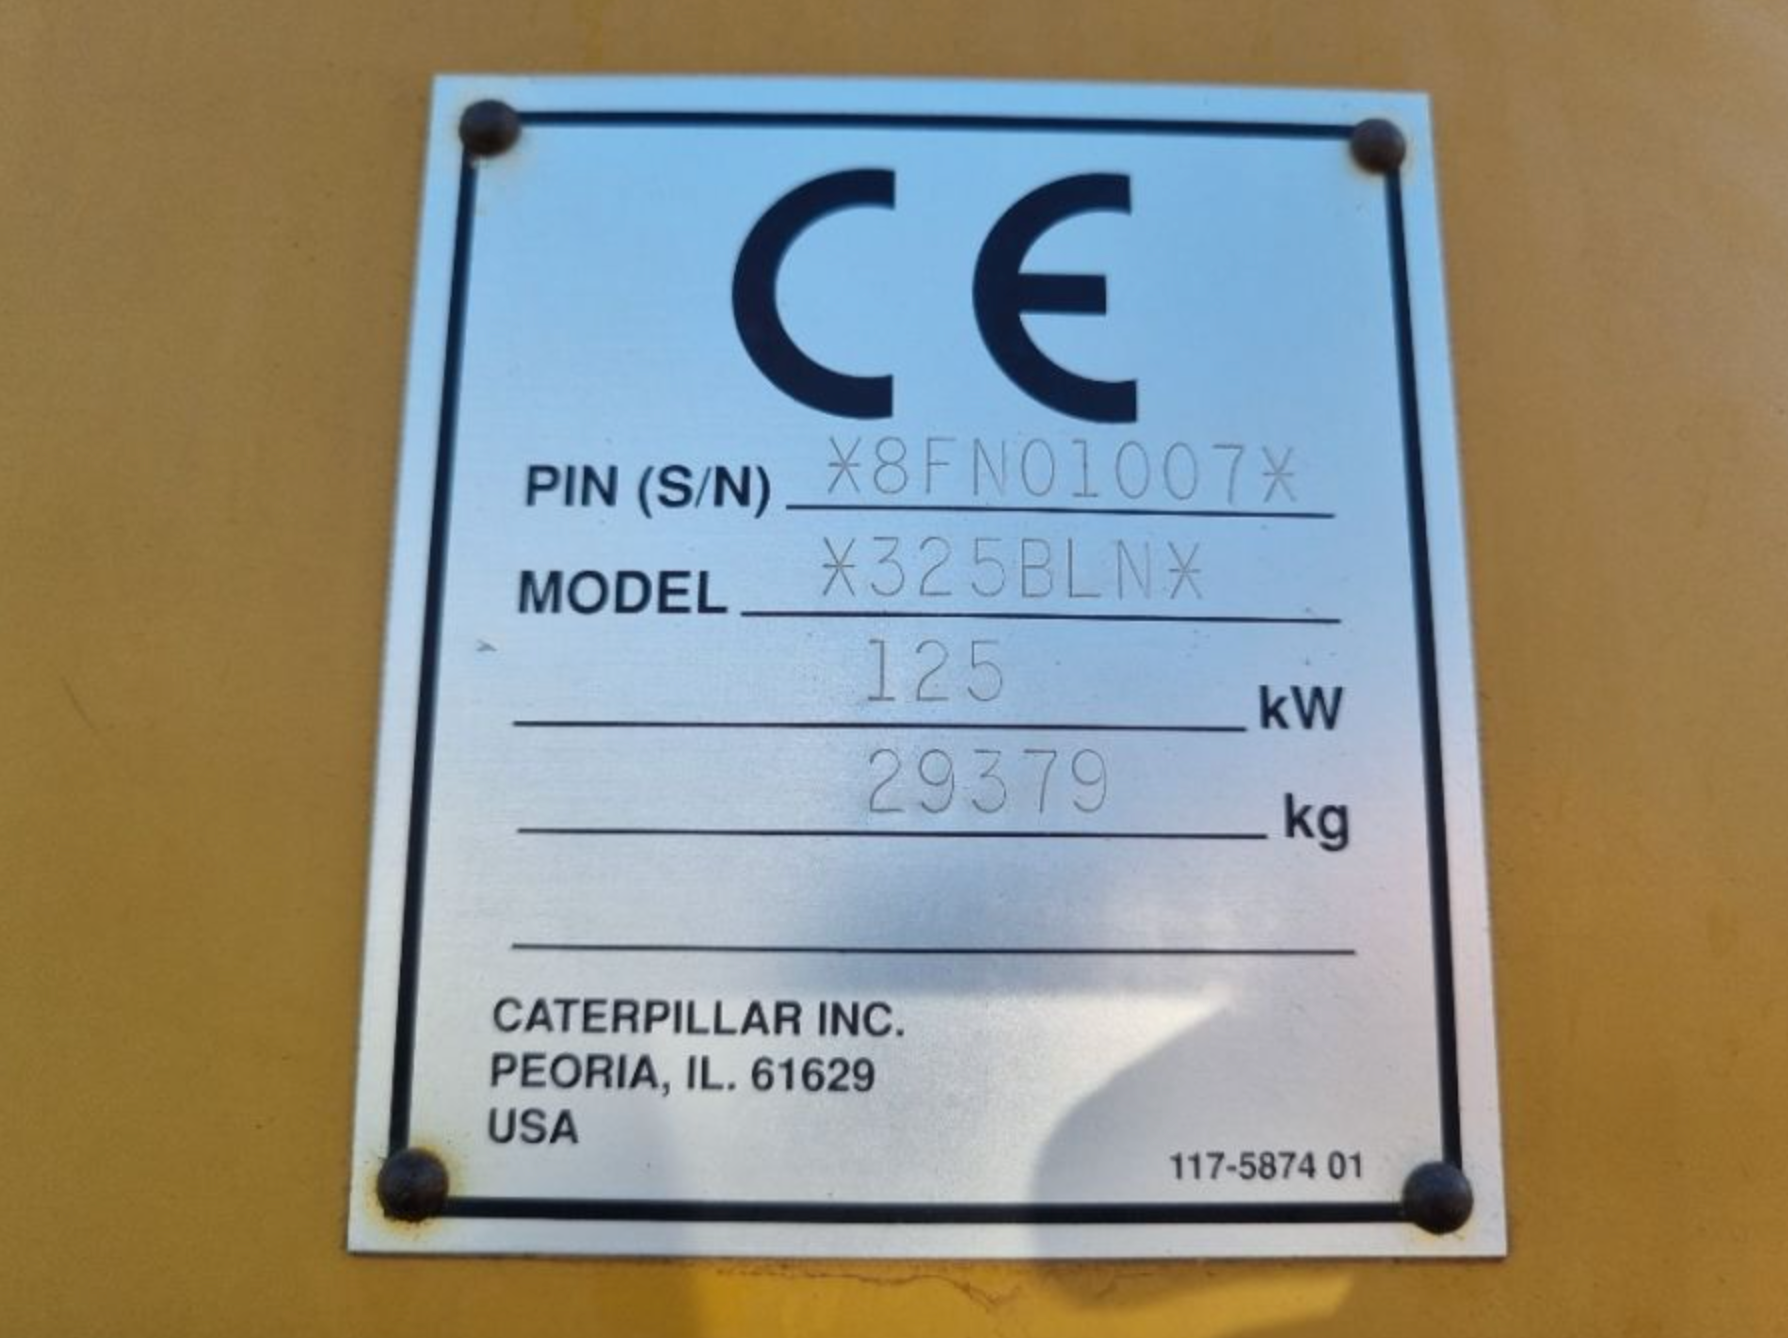 CE
PIN (S/N) *8FN01007*
MODEL *325BLN*
125 kW
29379 kg
CATERPILLAR INC.
PEORIA, IL. 61629
USA
117-5874 01